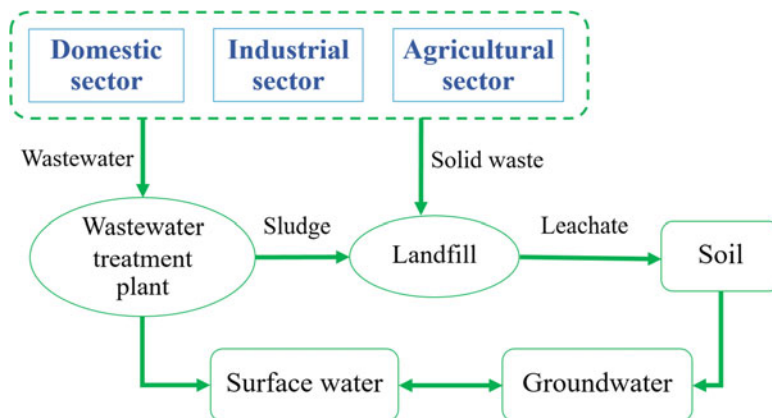 Domestic
sector
Industrial
sector
Agricultural
sector
Wastewater
Solid waste
Wastewater
treatment
plant
Sludge
Landfill
Leachate
Soil
Surface water
Groundwater